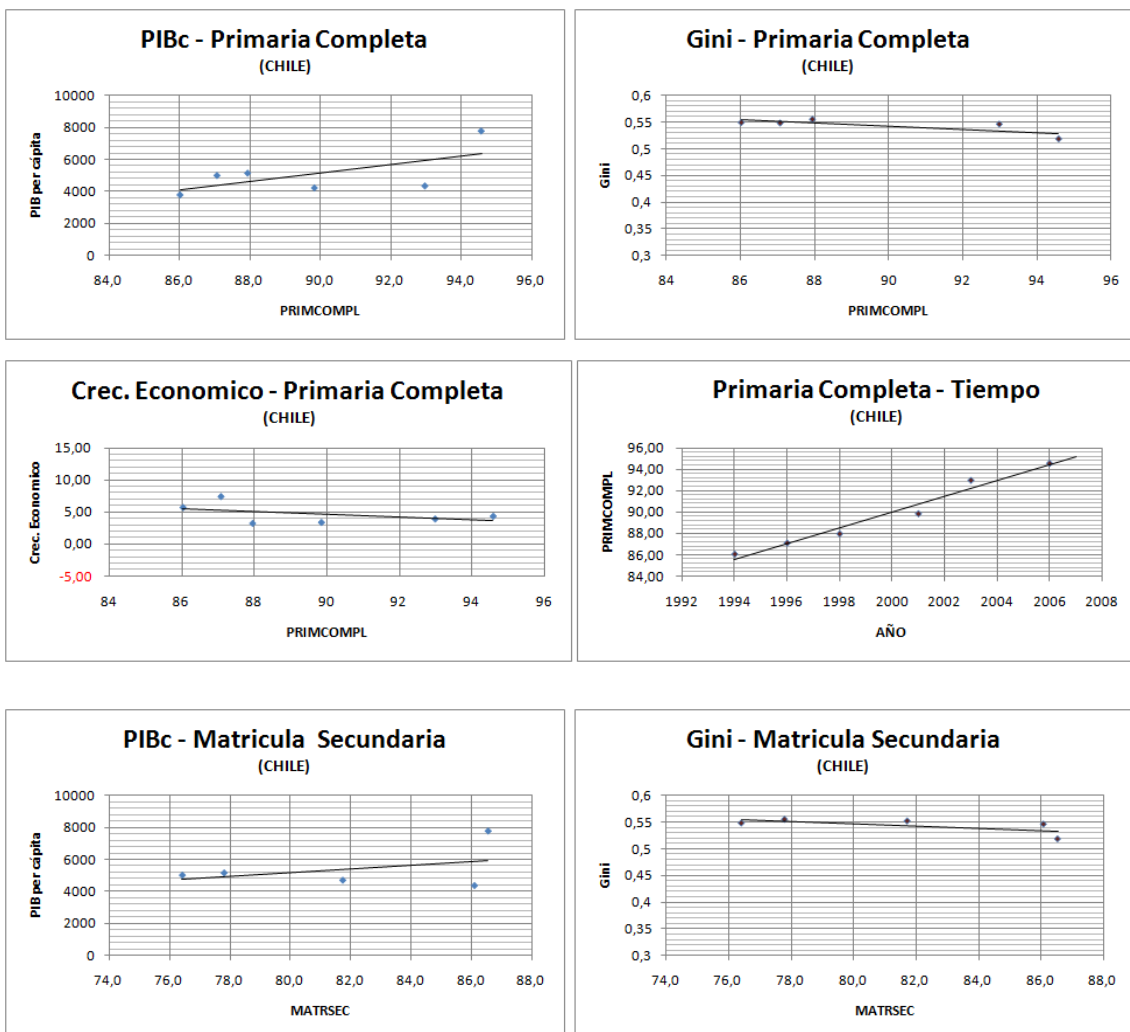 PIBc - Primaria Completa
(CHILE)
PIB per cápita
10000
8000
6000
4000
2000
0
84,0 86,0 88,0 90,0 92,0 94,0 96,0
PRIMCOMPL
Gini - Primaria Completa
(CHILE)
Gini
0,6
0,55
0,5
0,45
0,4
0,35
0,3
84 86 88 90 92 94 96
PRIMCOMPL
Crec. Economico - Primaria Completa
(CHILE)
Crec. Economico
15,00
10,00
5,00
0,00
-5,00
84 86 88 90 92 94 96
PRIMCOMPL
Primaria Completa - Tiempo
(CHILE)
PRIMCOMPL
96,00
94,00
92,00
90,00
88,00
86,00
84,00
1992 1994 1996 1998 2000 2002 2004 2006 2008
AÑO
PIBc - Matricula Secundaria
(CHILE)
PIB per cápita
10000
8000
6000
4000
2000
0
74,0 76,0 78,0 80,0 82,0 84,0 86,0 88,0
MATRSEC
Gini - Matricula Secundaria
(CHILE)
Gini
0,6
0,55
0,5
0,45
0,4
0,35
0,3
74,0 76,0 78,0 80,0 82,0 84,0 86,0 88,0
MATRSEC